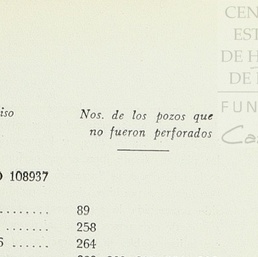 CEN
EST
DE H
DE
FUN
Ca
iso Nos. de los pozos que
no fueron perforados
O 108937
........ 89
....... 258
6 ...... 264